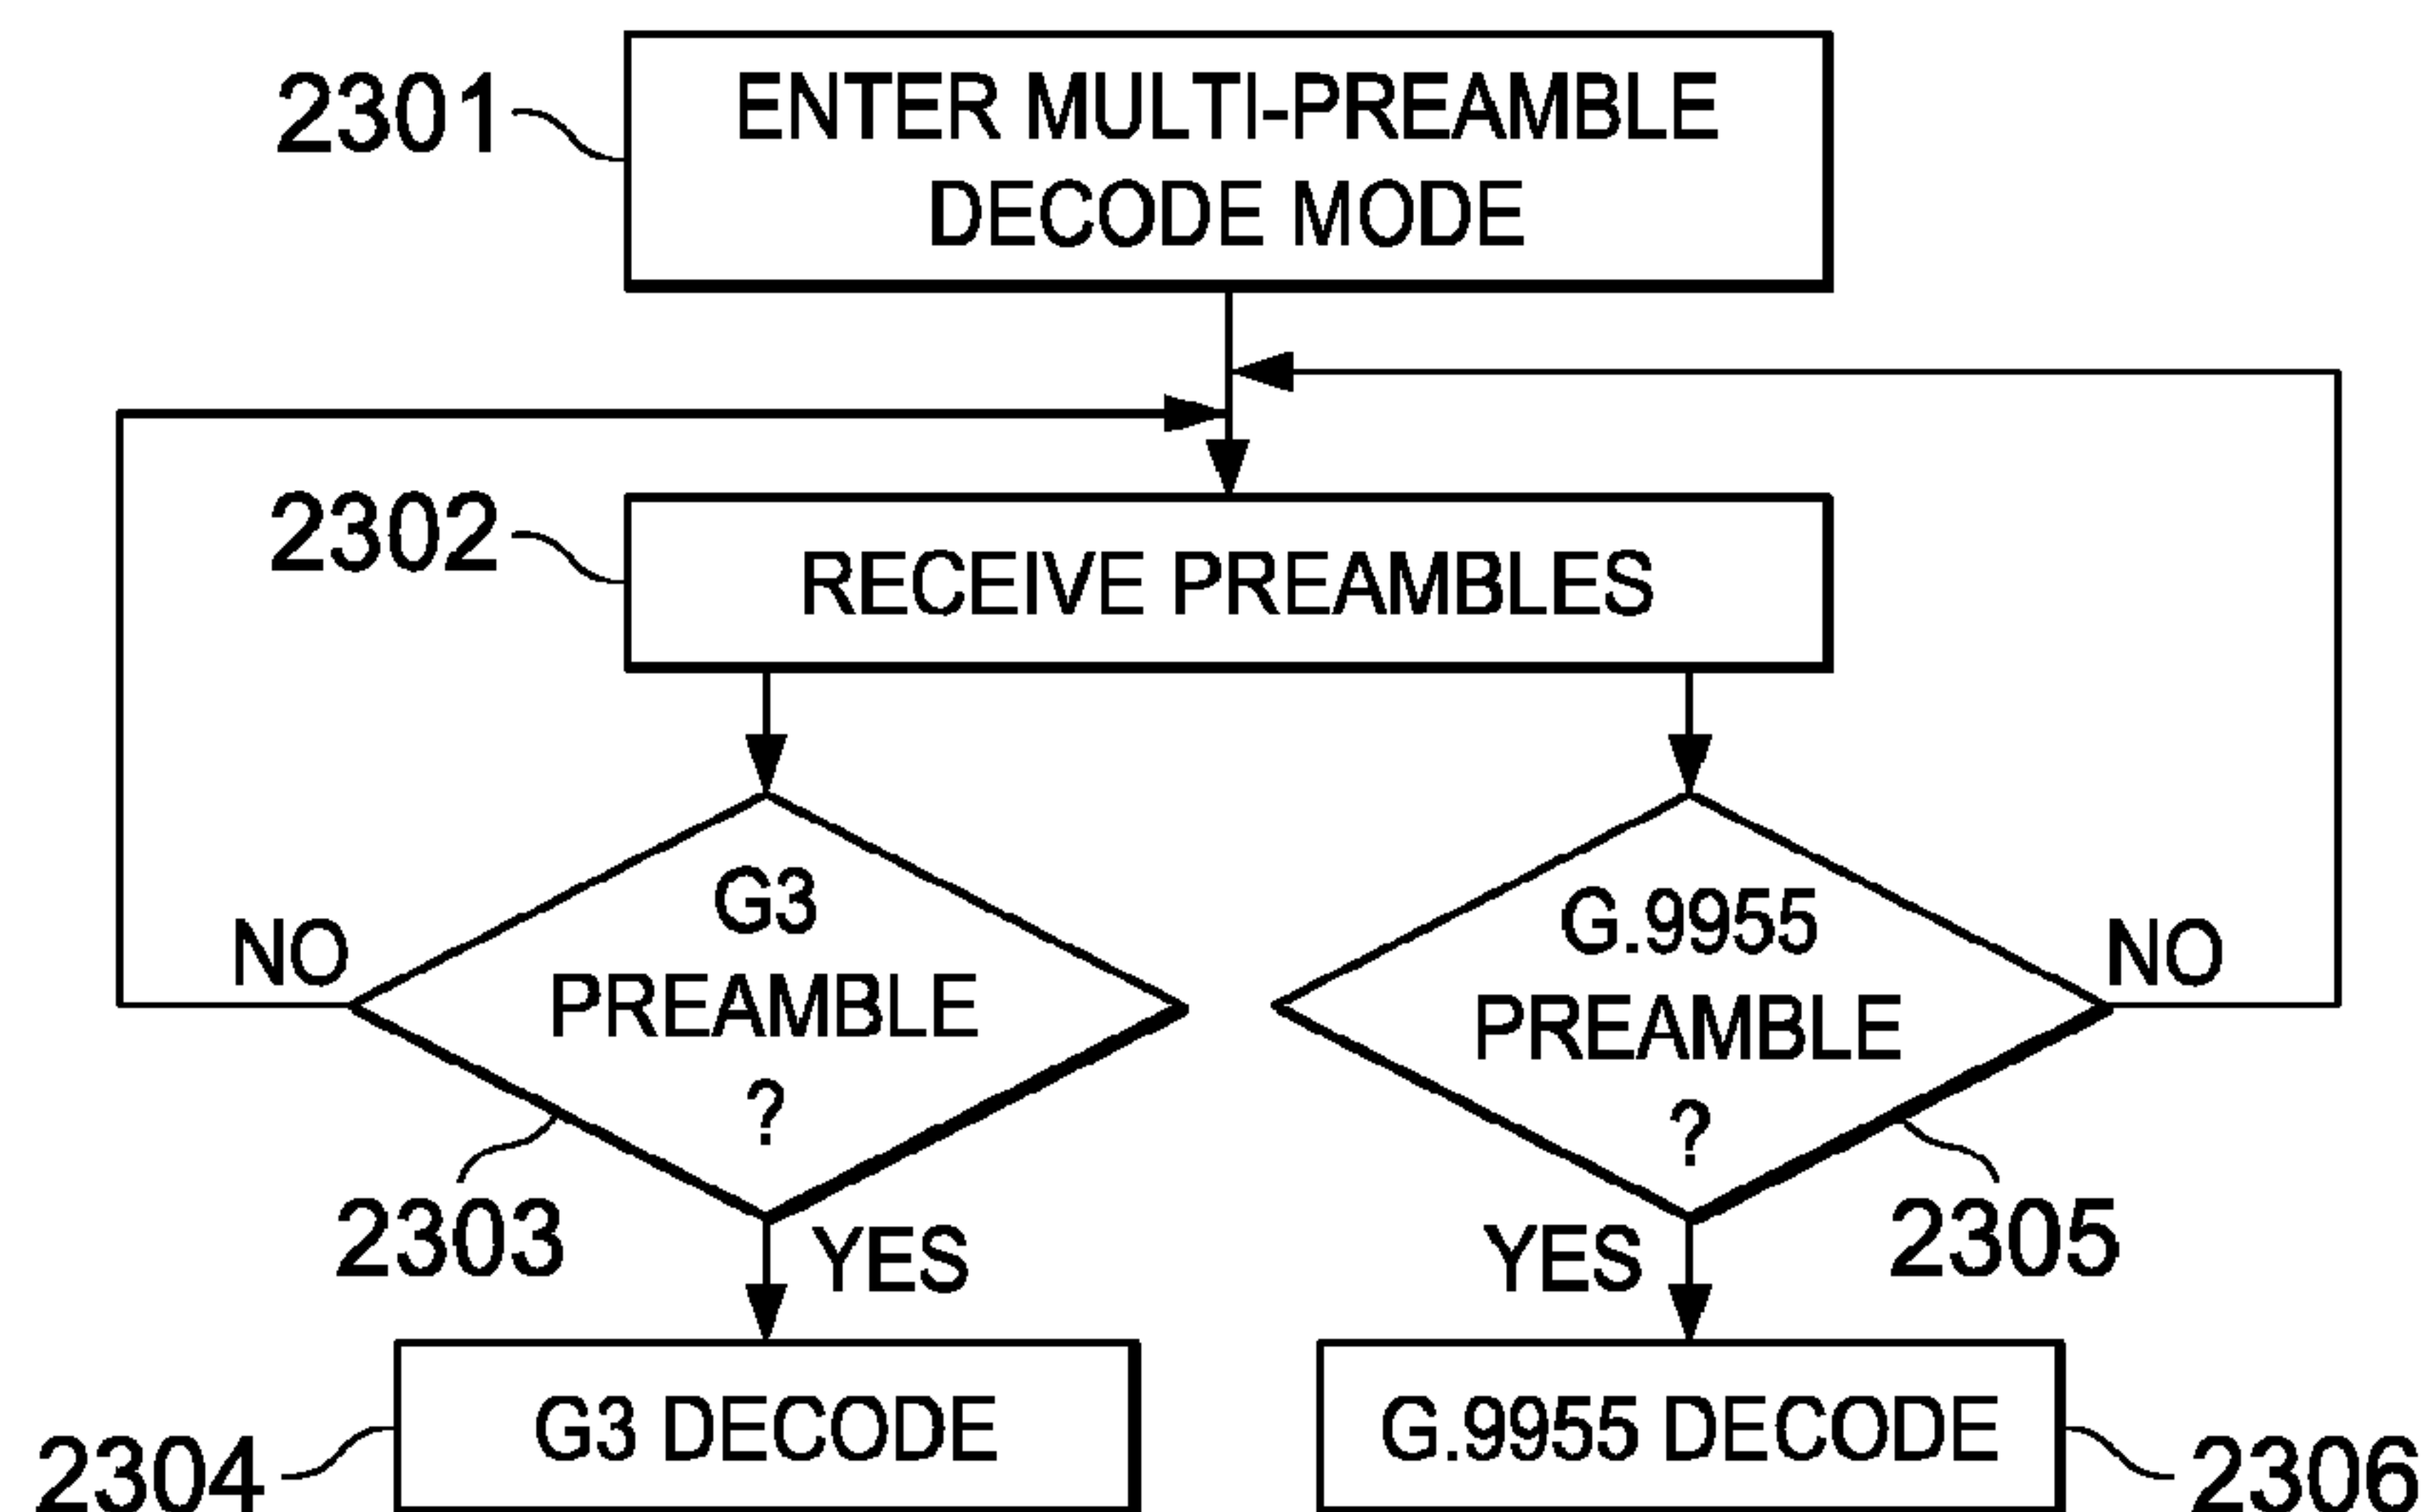 2301
ENTER MULTI-PREAMBLE
DECODE MODE
2302
RECEIVE PREAMBLES
NO
G3
PREAMBLE
?
G.9955
PREAMBLE
?
NO
2303
YES
YES
2305
2304
G3 DECODE
G.9955 DECODE
2306